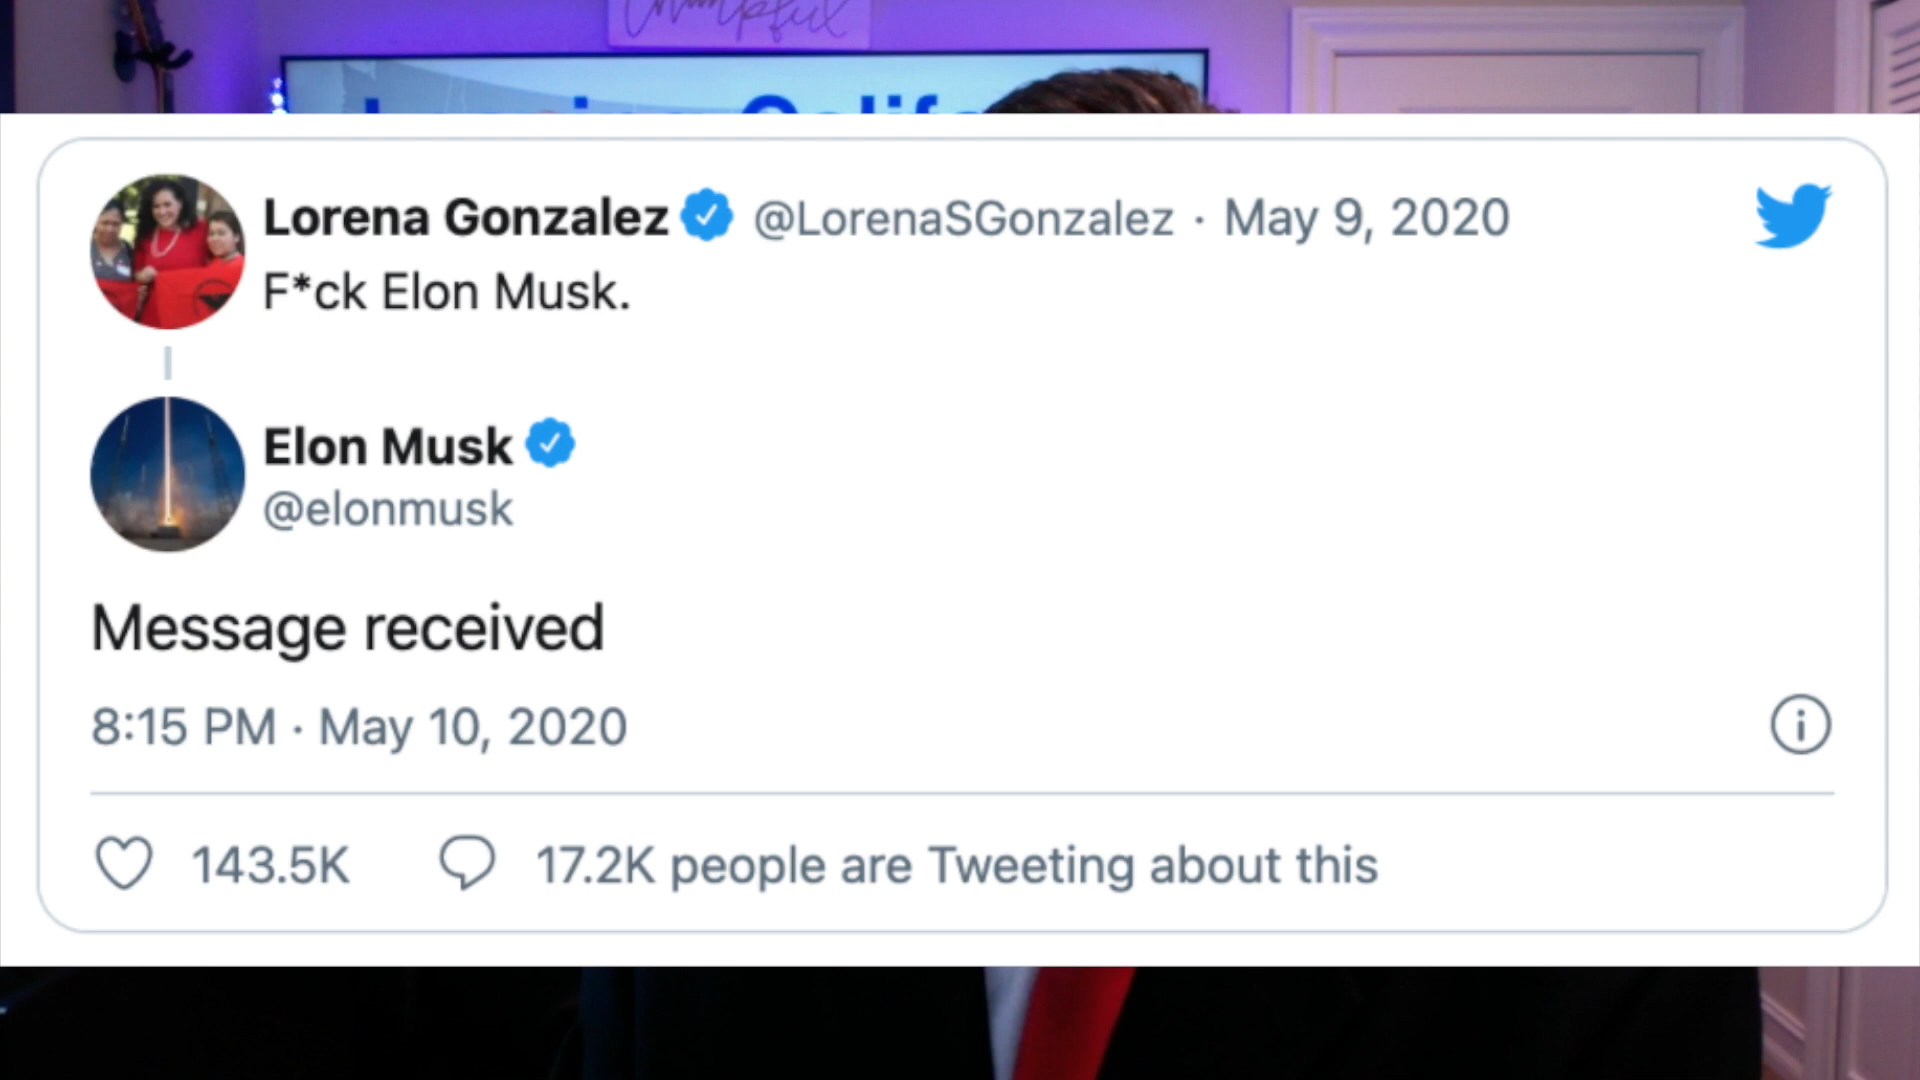 Lorena Gonzalez @LorenaSGonzalez · May 9, 2020
F*ck Elon Musk.
Elon Musk
@elonmusk
Message received
8:15 PM · May 10, 2020
143.5K 17.2K people are Tweeting about this